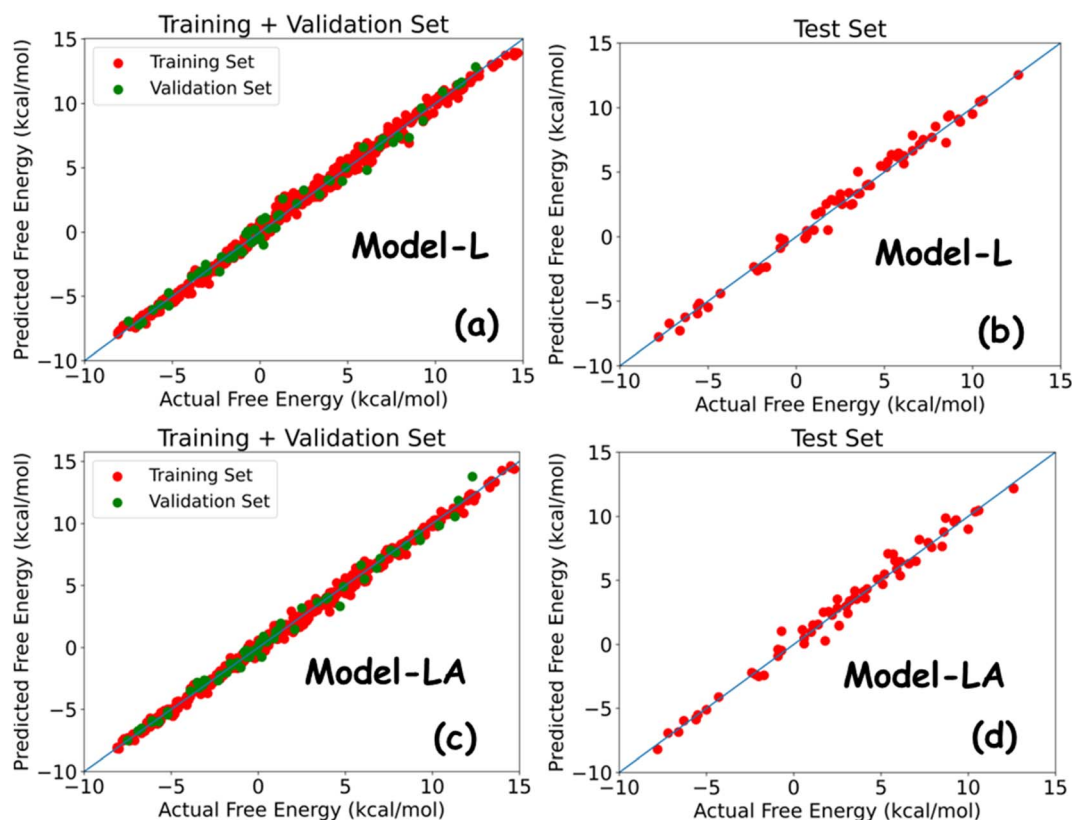 Training + Validation Set
15
10
5
0
−5
−10
−10 −5 0 5 10 15
Predicted Free Energy (kcal/mol)
Actual Free Energy (kcal/mol)
Training Set
Validation Set
Model-L
(a)
Test Set
15
10
5
0
−5
−10
−10 −5 0 5 10 15
Predicted Free Energy (kcal/mol)
Actual Free Energy (kcal/mol)
Model-L
(b)
Training + Validation Set
15
10
5
0
−5
−10
−10 −5 0 5 10 15
Predicted Free Energy (kcal/mol)
Actual Free Energy (kcal/mol)
Training Set
Validation Set
Model-LA
(c)
Test Set
15
10
5
0
−5
−10
−10 −5 0 5 10 15
Predicted Free Energy (kcal/mol)
Actual Free Energy (kcal/mol)
Model-LA
(d)